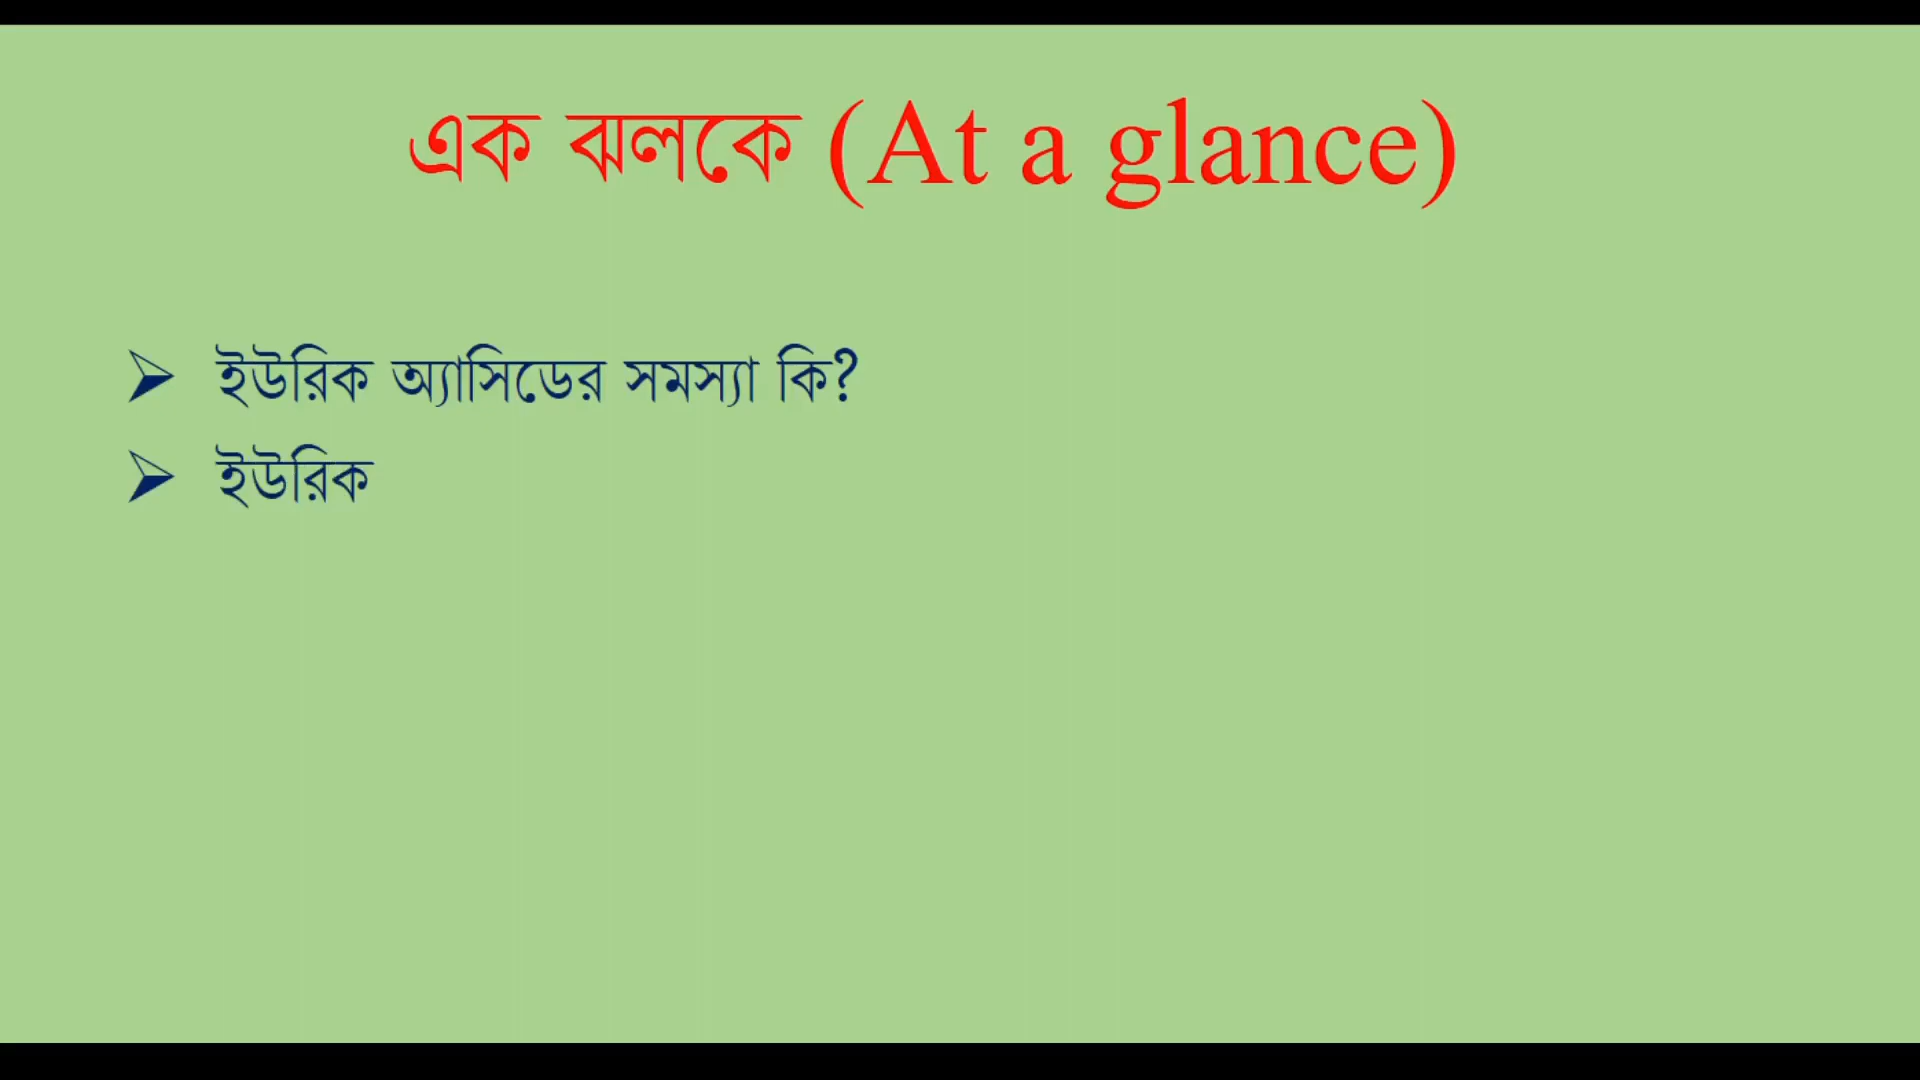 এক ঝলকে (At a glance)
ইউরিক অ্যাসিডের সমস্যা কি?
ইউরিক